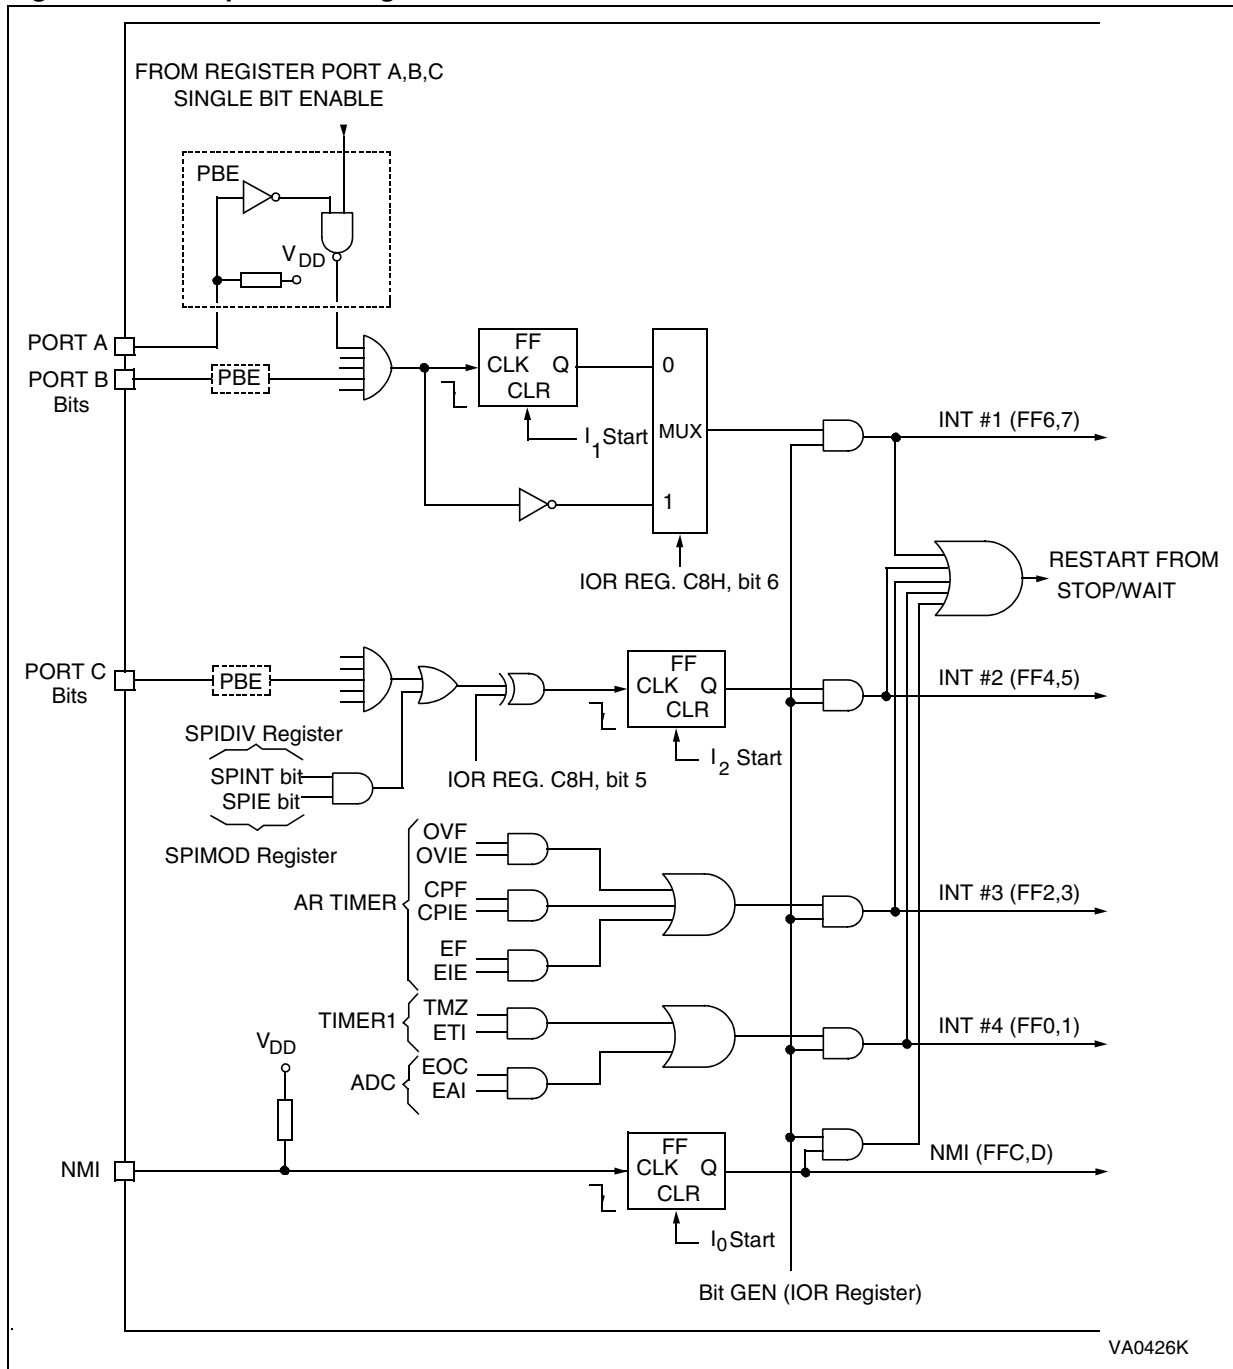 FROM REGISTER PORT A,B,C
SINGLE BIT ENABLE
PBE
VDD
PORT A
PORT B
Bits
PBE
FF
CLK Q
CLR
I1 Start
0
MUX
1
INT #1 (FF6,7)
IOR REG. C8H, bit 6
RESTART FROM
STOP/WAIT
PORT C
Bits
PBE
FF
CLK Q
CLR
I2 Start
INT #2 (FF4,5)
SPIDIV Register
SPINT bit
SPIE bit
SPIMOD Register
IOR REG. C8H, bit 5
AR TIMER
OVF
OVIE
CPF
CPIE
EF
EIE
INT #3 (FF2,3)
TIMER1
TMZ
ETI
ADC
EOC
EAI
INT #4 (FF0,1)
VDD
NMI
FF
CLK Q
CLR
I0 Start
NMI (FFC,D)
Bit GEN (IOR Register)
VA0426K